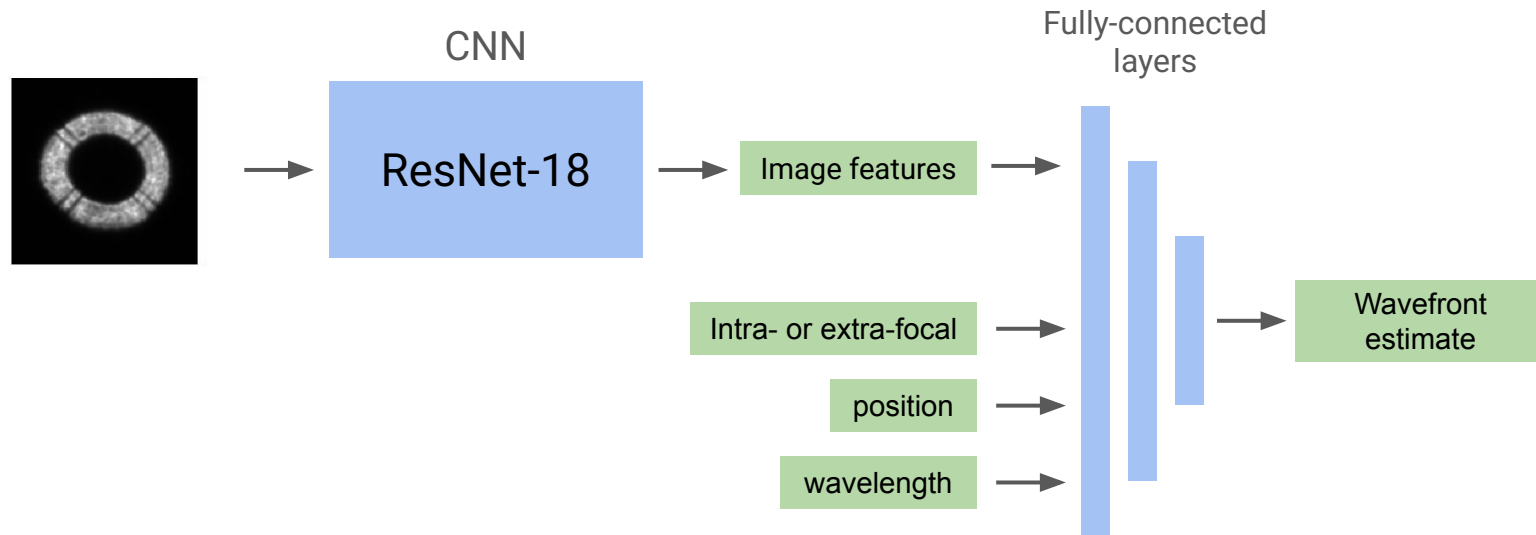 CNN
Fully-connected
layers
ResNet-18
Image features
Intra- or extra-focal
position
wavelength
Wavefront
estimate